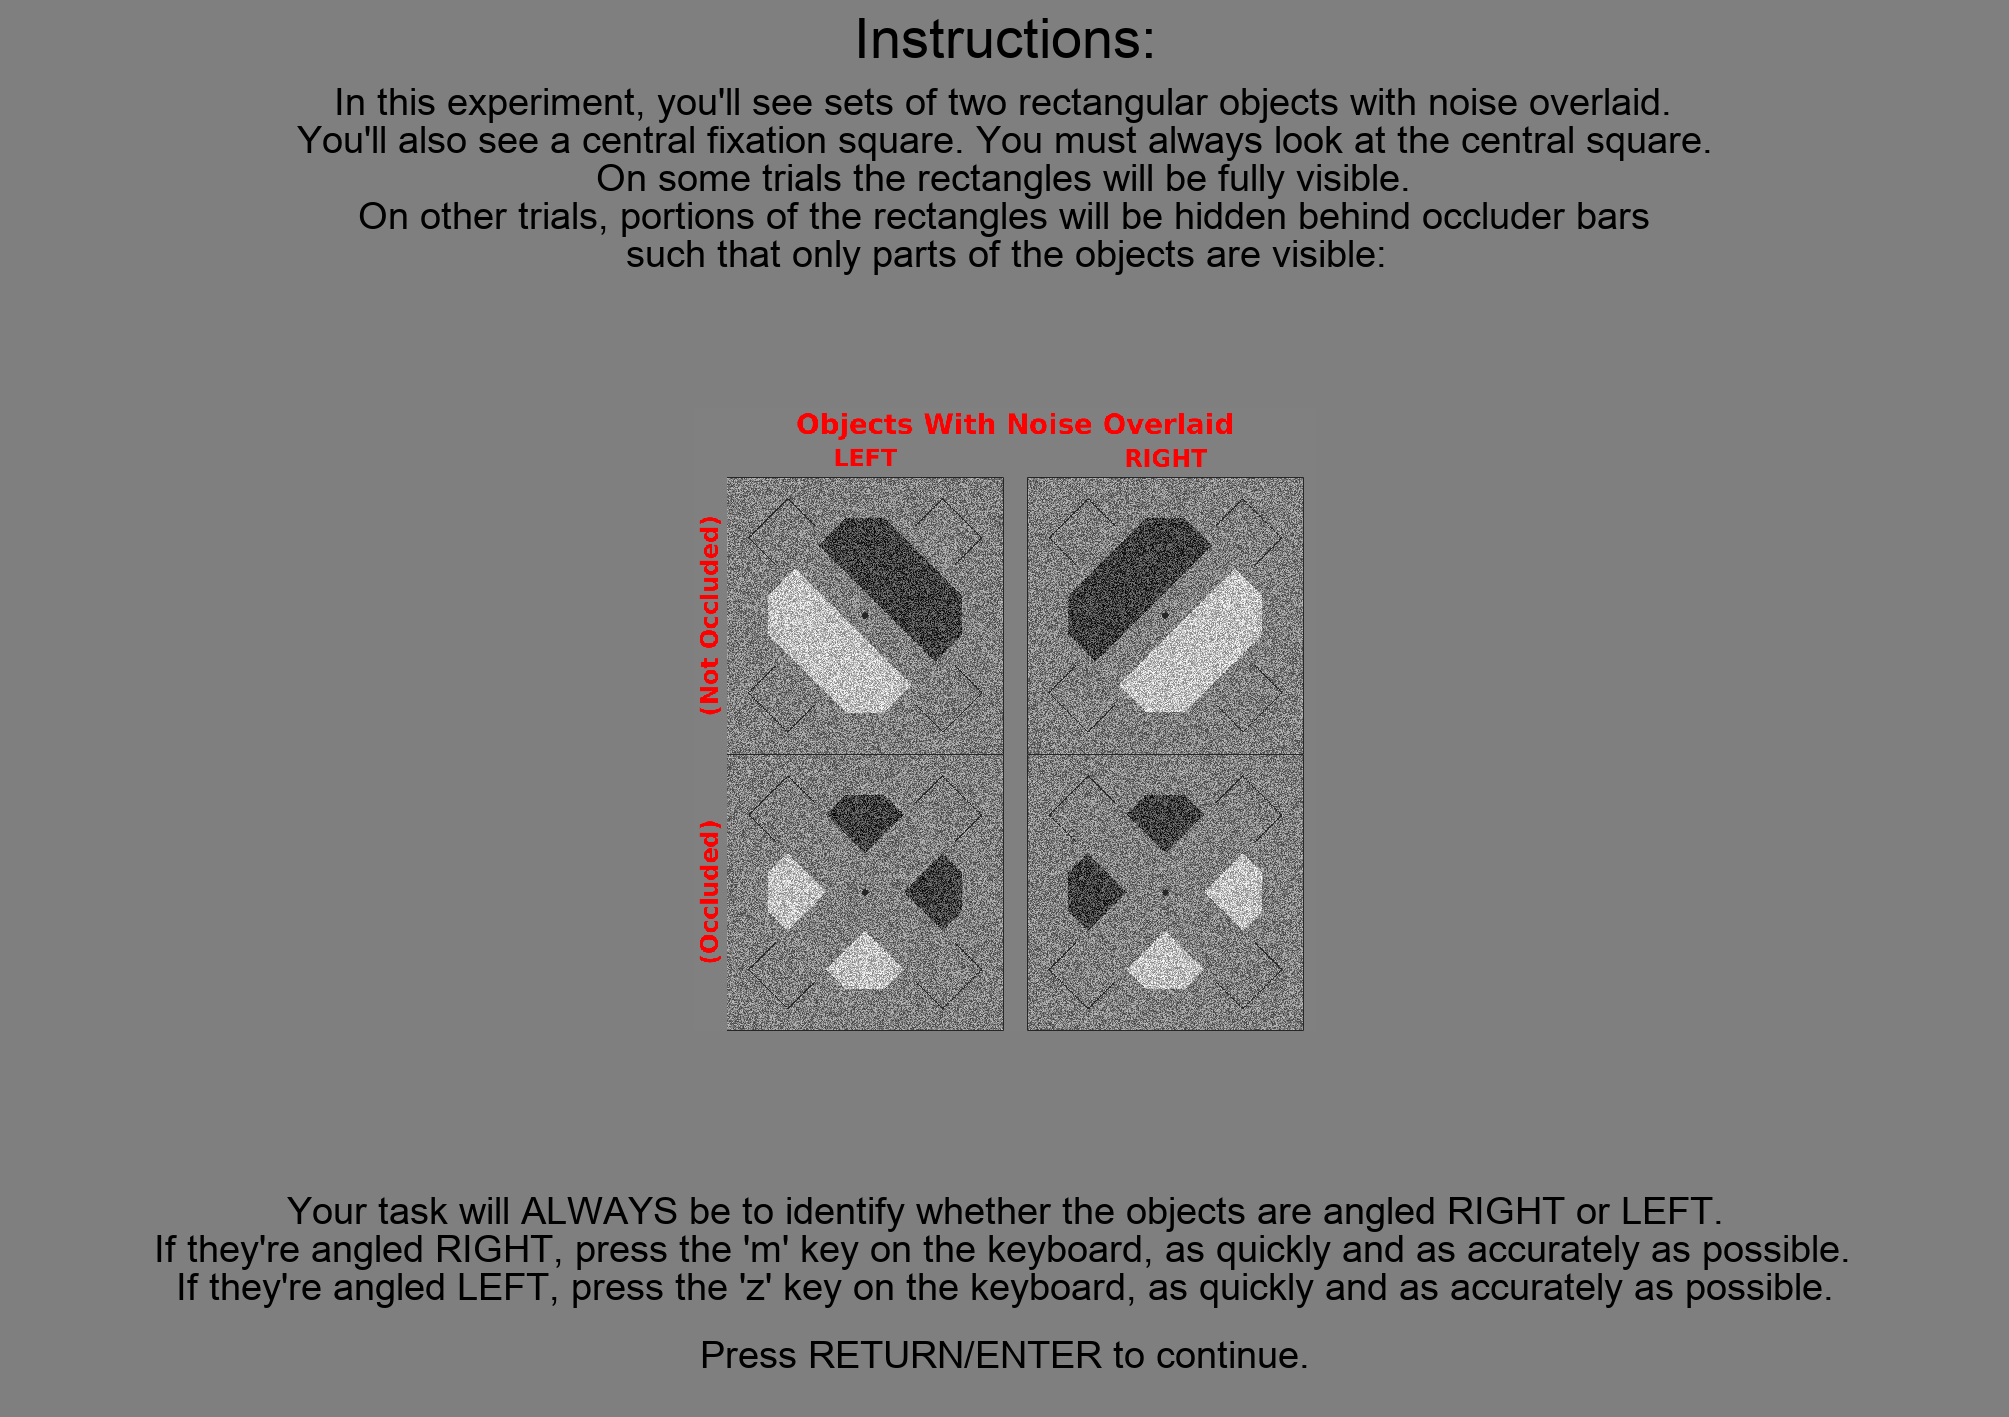 Instructions:
In this experiment, you'll see sets of two rectangular objects with noise overlaid.
You'll also see a central fixation square. You must always look at the central square.
On some trials the rectangles will be fully visible.
On other trials, portions of the rectangles will be hidden behind occluder bars
such that only parts of the objects are visible:
Objects With Noise Overlaid
LEFT
RIGHT
(Not Occluded)
(Occluded)
Your task will ALWAYS be to identify whether the objects are angled RIGHT or LEFT.
If they're angled RIGHT, press the 'm' key on the keyboard, as quickly and as accurately as possible.
If they're angled LEFT, press the 'z' key on the keyboard, as quickly and as accurately as possible.
Press RETURN/ENTER to continue.